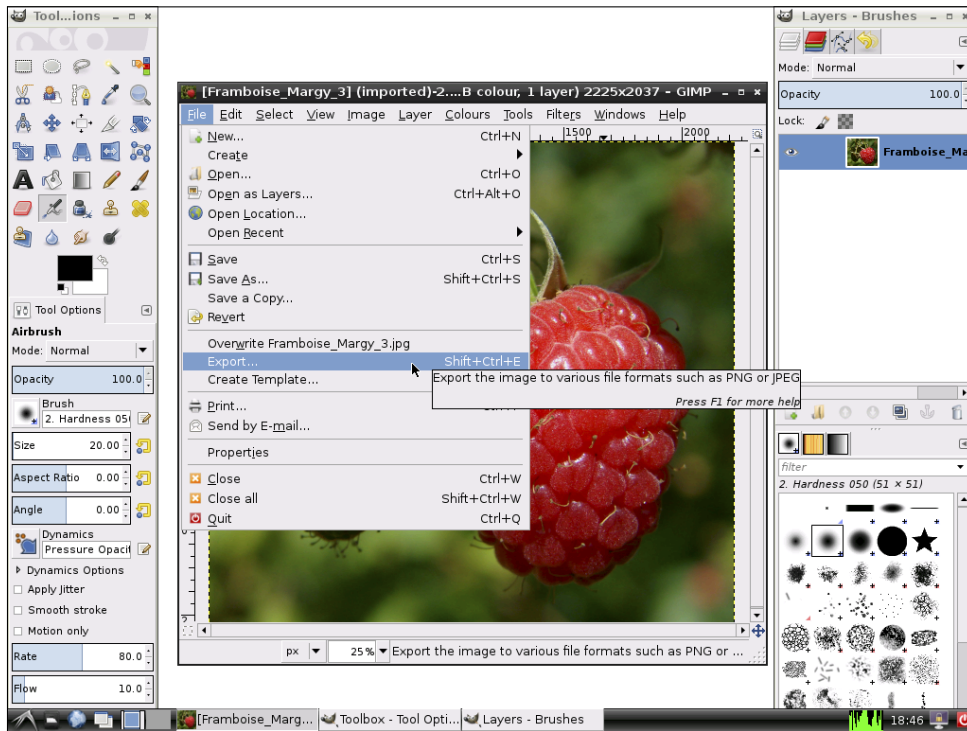 Tool...ions
Tool Options
Airbrush
Mode: Normal
Opacity 100.0
Brush
2. Hardness 05
Size 20.00
Aspect Ratio 0.00
Angle 0.00
Dynamics
Pressure Opacit
Dynamics Options
Apply Jitter
Smooth stroke
Motion only
Rate 80.0
Flow 10.0
[Framboise_Margy_3] (imported)-2....B colour, 1 layer) 2225x2037 – GIMP
File Edit Select View Image Layer Colours Tools Filters Windows Help
1500 2000
New... Ctrl+N
Create
Open... Ctrl+O
Open as Layers... Ctrl+Alt+O
Open Location...
Open Recent
Save Ctrl+S
Save As... Shift+Ctrl+S
Save a Copy...
Revert
Overwrite Framboise_Margy_3.jpg
Export... Shift+Ctrl+E
Create Template...
Export the image to various file formats such as PNG or JPEG
Press F1 for more help
Print...
Send by E-mail...
Properties
Close Ctrl+W
Close all Shift+Ctrl+W
Quit Ctrl+Q
px 25 % Export the image to various file formats such as PNG or ...
Layers - Brushes
Mode: Normal
Opacity 100.0
Lock:
Framboise_Ma
filter
2. Hardness 050 (51 × 51)
[Framboise_Marg... Toolbox - Tool Opti... Layers - Brushes 18:46